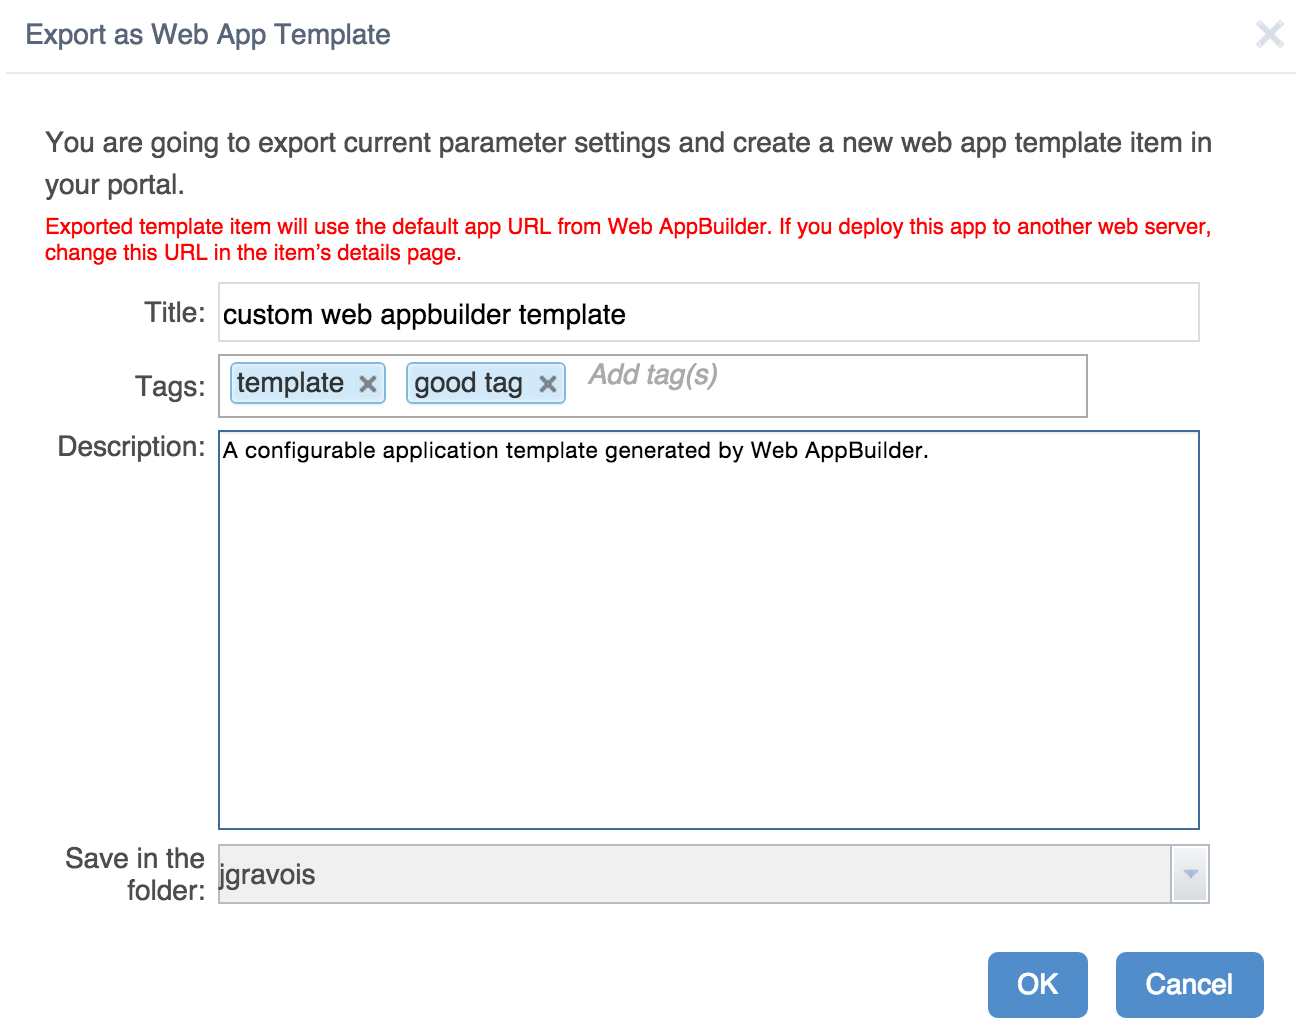 Export as Web App Template
You are going to export current parameter settings and create a new web app template item in
your portal.
Exported template item will use the default app URL from Web AppBuilder. If you deploy this app to another web server,
change this URL in the item’s details page.
Title: custom web appbuilder template
Tags: template good tag Add tag(s)
Description: A configurable application template generated by Web AppBuilder.
Save in the
folder: jgravois
OK Cancel